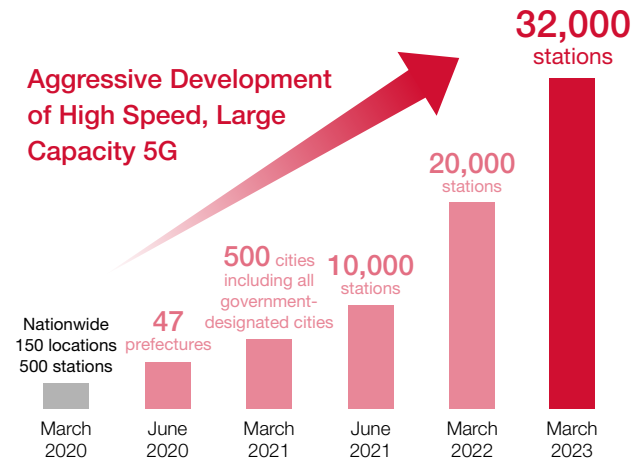 32,000
stations
Aggressive Development
of High Speed, Large
Capacity 5G
20,000
stations
500 cities
including all
government-
designated cities
10,000
stations
Nationwide
150 locations
500 stations
47
prefectures
March
2020
June
2020
March
2021
June
2021
March
2022
March
2023